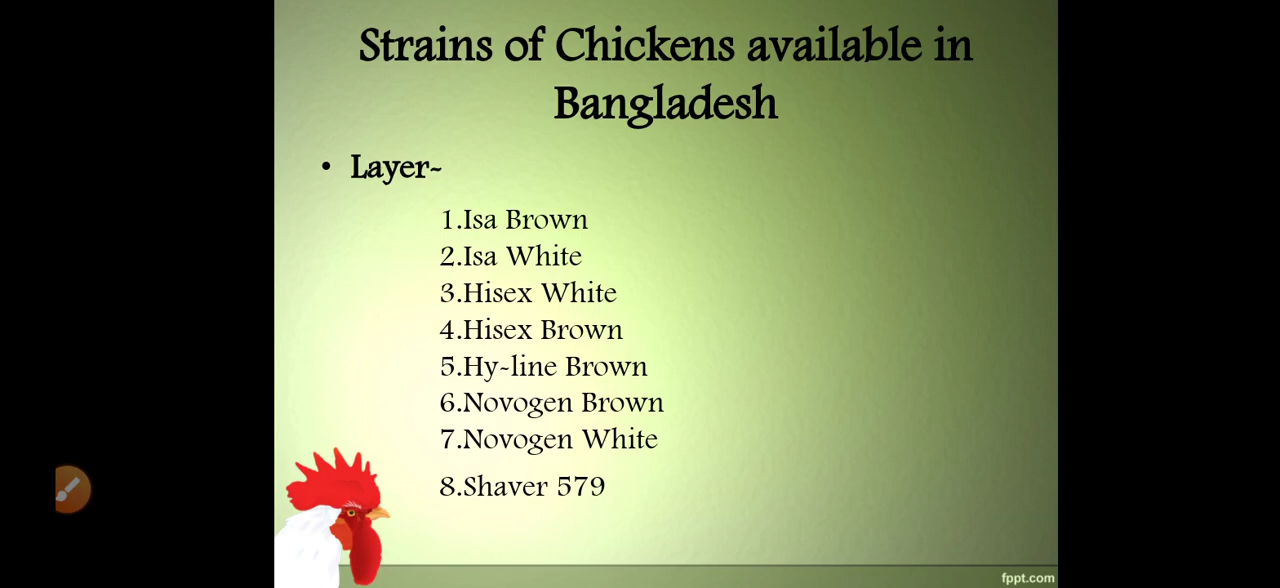 Strains of Chickens available in
Bangladesh
• Layer-
1.Isa Brown
2.Isa White
3.Hisex White
4.Hisex Brown
5.Hy-line Brown
6.Novogen Brown
7.Novogen White
8.Shaver 579
fppt.com